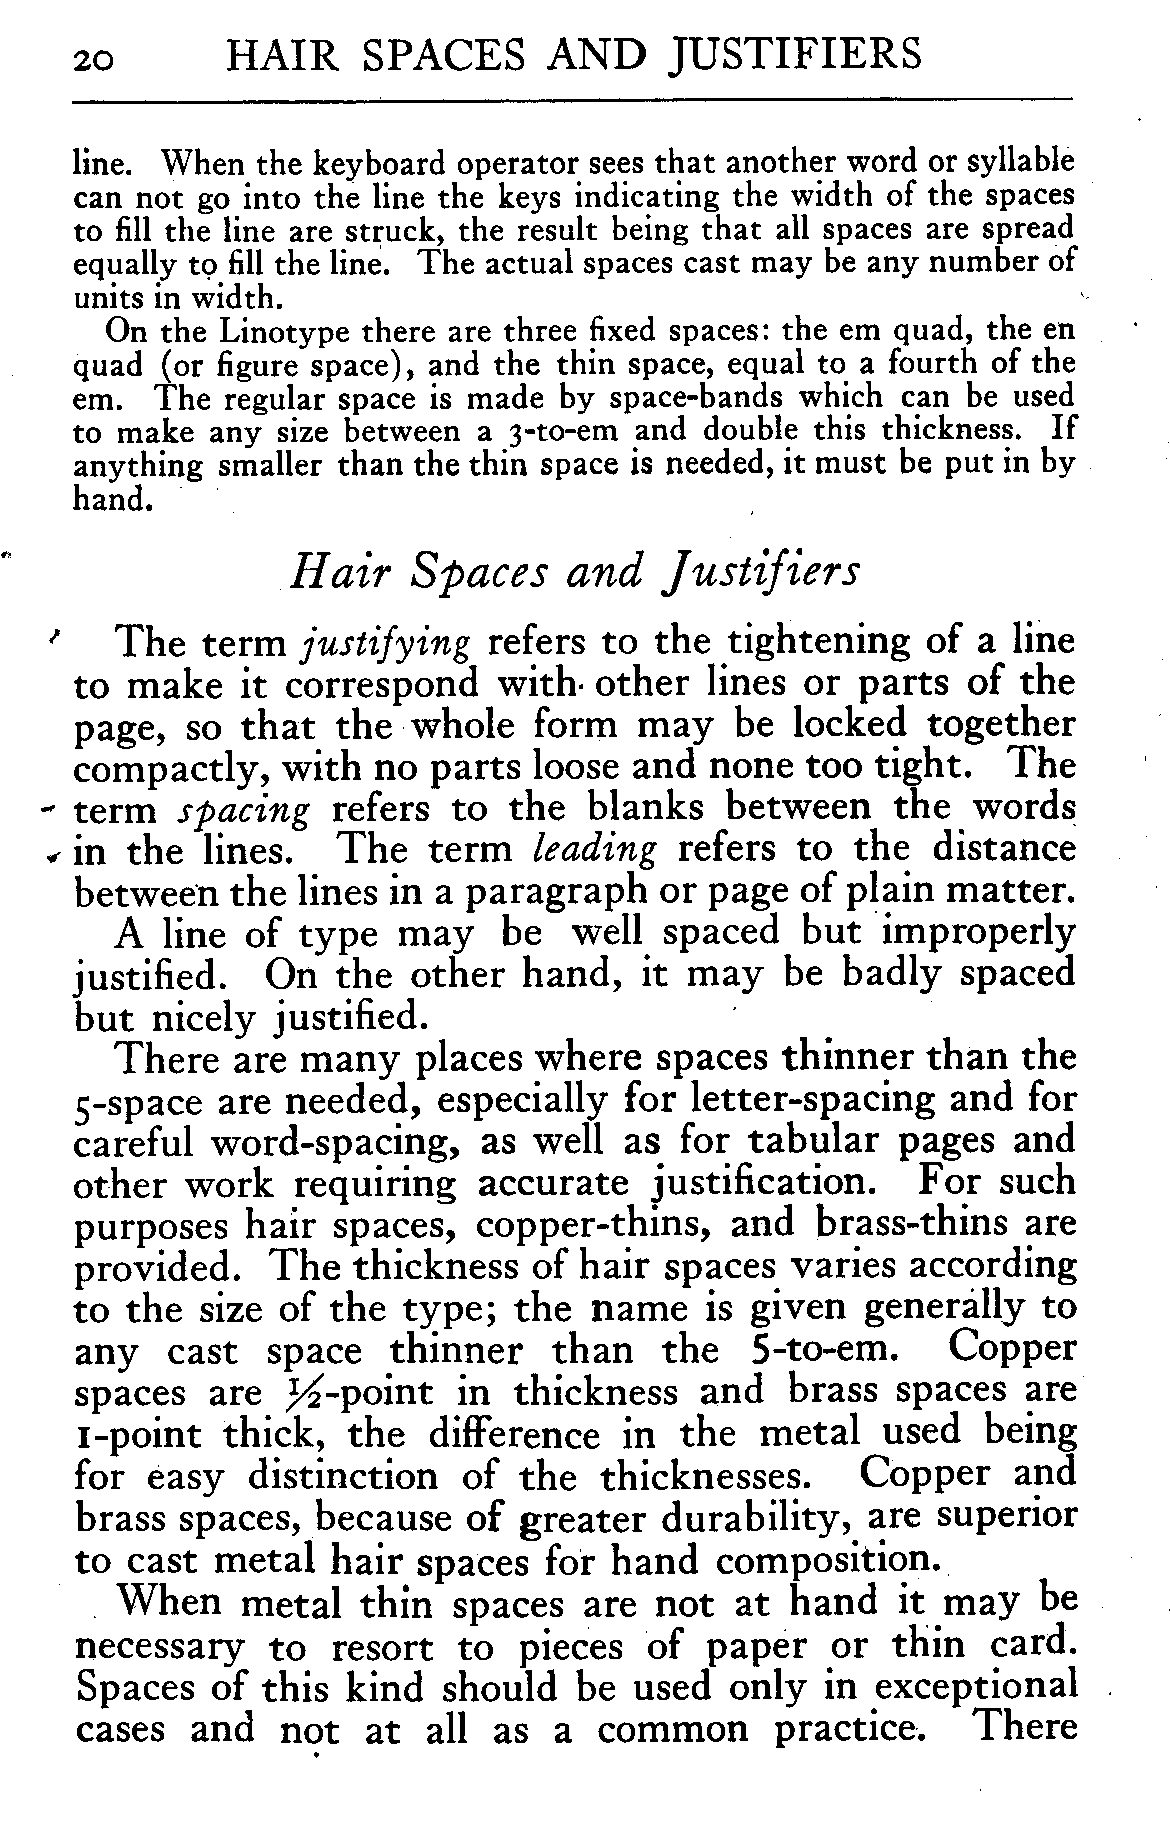 20 HAIR SPACES AND JUSTIFIERS
line. When the keyboard operator sees that another word or syllable
can not go into the line the keys indicating the width of the spaces
to fill the line are struck, the result being that all spaces are spread
equally to fill the line. The actual spaces cast may be any number of
units in width.
On the Linotype there are three fixed spaces: the em quad, the en
quad (or figure space), and the thin space, equal to a fourth of the
em. The regular space is made by space-bands which can be used
to make any size between a 3-to-em and double this thickness. If
anything smaller than the thin space is needed, it must be put in by
hand.
Hair Spaces and Justifiers
The term justifying refers to the tightening of a line
to make it correspond with other lines or parts of the
page, so that the whole form may be locked together
compactly, with no parts loose and none too tight. The
term spacing refers to the blanks between the words
in the lines. The term leading refers to the distance
between the lines in a paragraph or page of plain matter.
A line of type may be well spaced but improperly
justified. On the other hand, it may be badly spaced
but nicely justified.
There are many places where spaces thinner than the
5-space are needed, especially for letter-spacing and for
careful word-spacing, as well as for tabular pages and
other work requiring accurate justification. For such
purposes hair spaces, copper-thins, and brass-thins are
provided. The thickness of hair spaces varies according
to the size of the type; the name is given generally to
any cast space thinner than the 5-to-em. Copper
spaces are ½-point in thickness and brass spaces are
1-point thick, the difference in the metal used being
for easy distinction of the thicknesses. Copper and
brass spaces, because of greater durability, are superior
to cast metal hair spaces for hand composition.
When metal thin spaces are not at hand it may be
necessary to resort to pieces of paper or thin card.
Spaces of this kind should be used only in exceptional
cases and not at all as a common practice. There